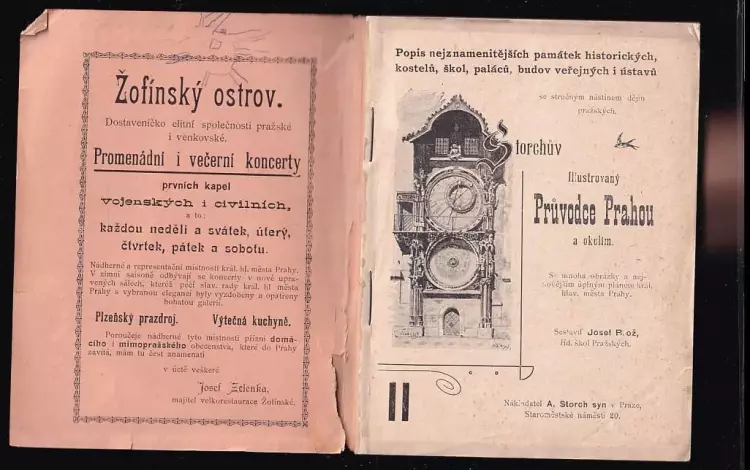 Žofínský ostrov.
Dostaveníčko elitní společnosti pražské
i venkovské.
Promenádní i večerní koncerty
prvních kapel
vojenských i civilních,
a to:
každou neděli a svátek, úterý,
čtvrtek, pátek a sobotu.
Nádherné a representační místnosti král. hl. města Prahy.
V zimní saisoně odbývají se koncerty v nově upra-
vených sálech, kteréž péčí slav. rady král. hl. města
Prahy s vybranou elegancí byly vyzdobeny a opatřeny
bohatou galerií.
Plzeňský prazdroj. Výtečná kuchyně.
Poroučeje nádherné tyto místnosti přízni domá-
cího i mimopražského obecenstva, které do Prahy
zavítá, mám tu čest znamenati
v úctě veškeré
Josef Zelenka,
majitel velkorestaurace Žofínské.
Popis nejznamenitějších památek historických,
kostelů, škol, paláců, budov veřejných i ústavů
se stručným nástinem dějin
pražských.
Storchův
Illustrovaný
Průvodce Prahou
a okolím.
Se mnoha obrázky a nej-
novějším úplným plánem král.
hlav. města Prahy.
Sestavil Josef Rož,
říd. škol Pražských.
II
Nakladatel A. Storch syn v Praze,
Staroměstské náměstí 20.